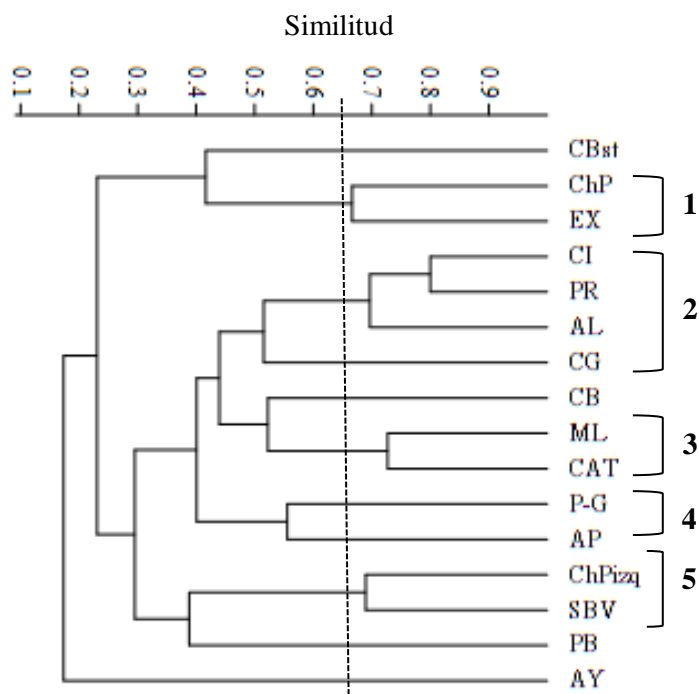 Similitud
0.1 0.2 0.3 0.4 0.5 0.6 0.7 0.8 0.9
CBst
ChP
EX
1
CI
PR
AL
CG
2
CB
ML
CAT
3
P-G
AP
4
ChPizq
SBV
5
PB
AY